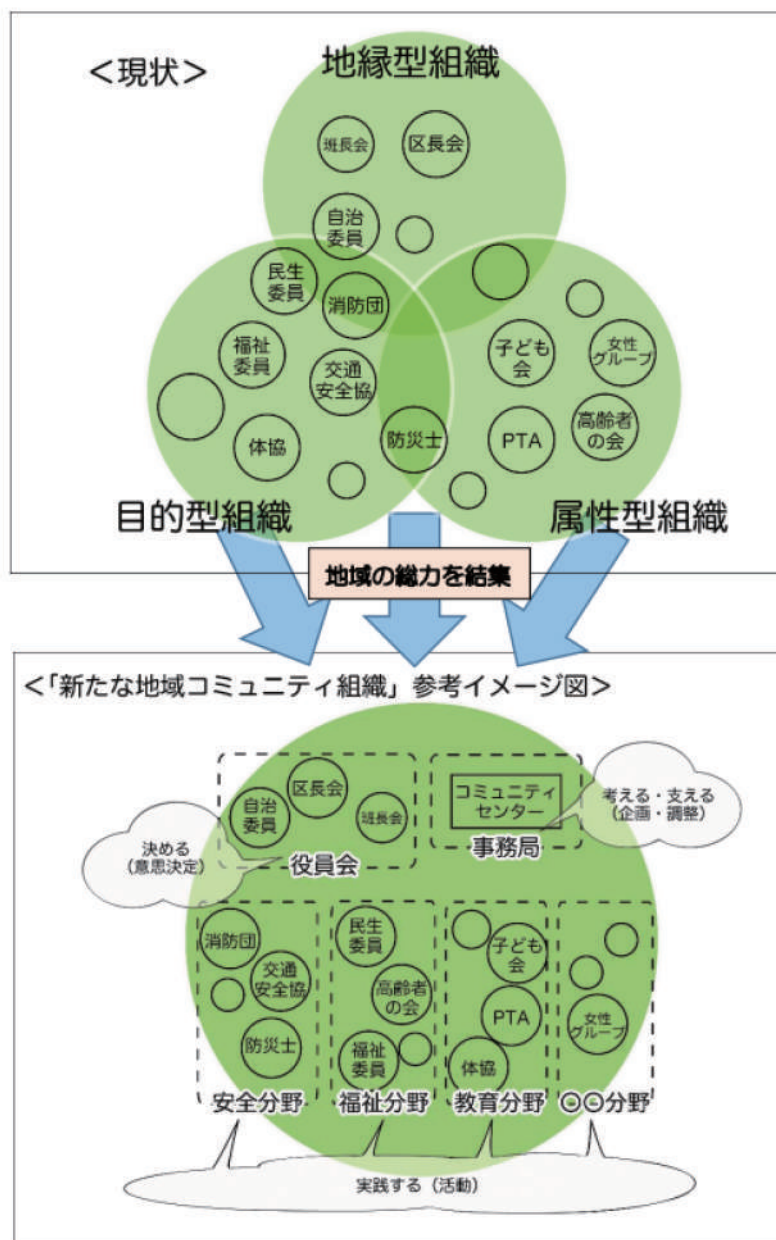 <現状>
地縁型組織
班長会
区長会
自治
委員
民生
委員
消防団
福祉
委員
交通
安全協
子ども
会
女性
グループ
体協
防災士
PTA
高齢者
の会
目的型組織
属性型組織
地域の総力を結集
<「新たな地域コミュニティ組織」参考イメージ図>
区長会
自治
委員
班長会
役員会
コミュニティ
センター
事務局
考える・支える
(企画・調整)
決める
(意思決定)
消防団
交通
安全協
防災士
安全分野
民生
委員
高齢者
の会
福祉
委員
福祉分野
子ども
会
PTA
体協
教育分野
女性
グループ
〇〇分野
実践する(活動)